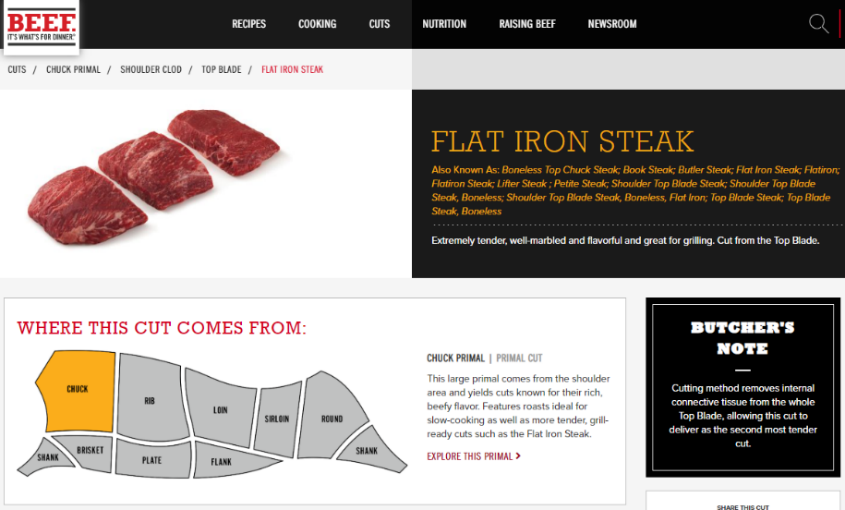 BEEF.
IT'S WHAT'S FOR DINNER.
RECIPES COOKING CUTS NUTRITION RAISING BEEF NEWSROOM
CUTS / CHUCK PRIMAL / SHOULDER CLOD / TOP BLADE / FLAT IRON STEAK
FLAT IRON STEAK
Also Known As: Boneless Top Chuck Steak; Book Steak; Butler Steak; Flat Iron Steak; Flatiron;
Flatiron Steak; Lifter Steak ; Petite Steak; Shoulder Top Blade Steak; Shoulder Top Blade
Steak, Boneless; Shoulder Top Blade Steak, Boneless, Flat Iron; Top Blade Steak; Top Blade
Steak, Boneless
Extremely tender, well-marbled and flavorful and great for grilling. Cut from the Top Blade.
WHERE THIS CUT COMES FROM:
CHUCK
RIB
LOIN
SIRLOIN
ROUND
SHANK
BRISKET
PLATE
FLANK
SHANK
CHUCK PRIMAL | PRIMAL CUT
This large primal comes from the shoulder
area and yields cuts known for their rich,
beefy flavor. Features roasts ideal for
slow-cooking as well as more tender, grill-
ready cuts such as the Flat Iron Steak.
EXPLORE THIS PRIMAL >
BUTCHER'S
NOTE
Cutting method removes internal
connective tissue from the whole
Top Blade, allowing this cut to
deliver as the second most tender
cut.
SHARE THIS CUT